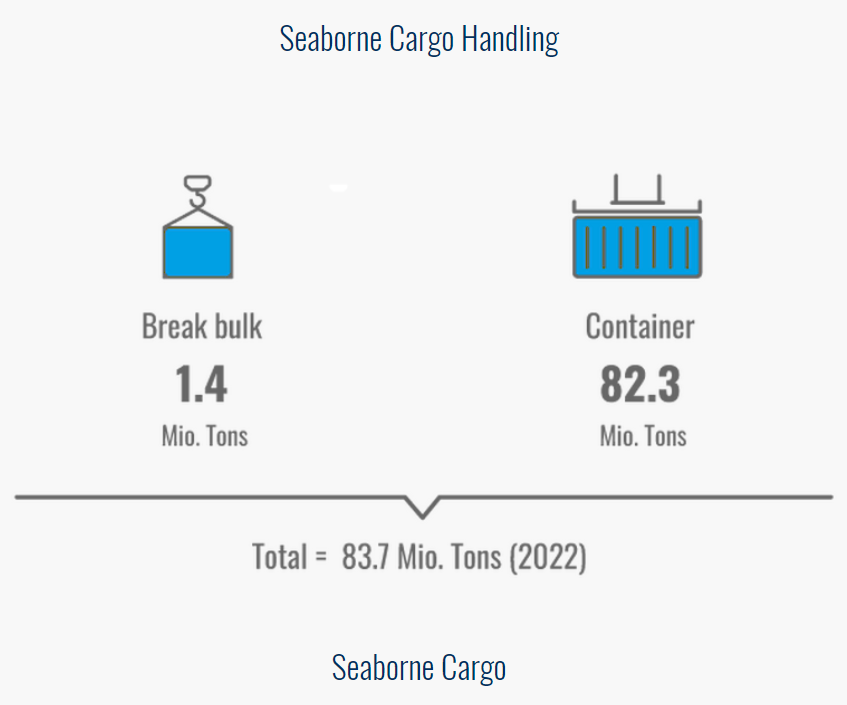 Seaborne Cargo Handling
Break bulk
1.4
Mio. Tons
Container
82.3
Mio. Tons
Total = 83.7 Mio. Tons (2022)
Seaborne Cargo